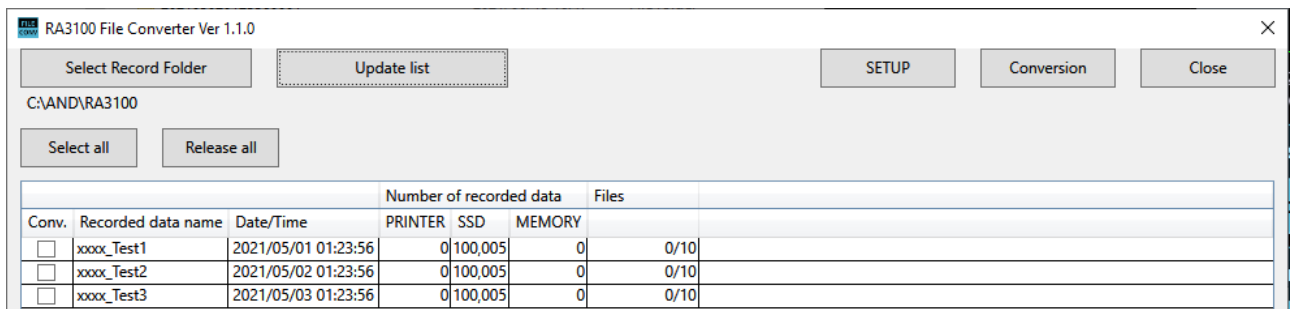 FILE CONV RA3100 File Converter Ver 1.1.0
Select Record Folder Update list SETUP Conversion Close
C:\AND\RA3100
Select all Release all
Number of recorded data Files
Conv. Recorded data name Date/Time PRINTER SSD MEMORY
xxxx_Test1 2021/05/01 01:23:56 0 100,005 0 0/10
xxxx_Test2 2021/05/02 01:23:56 0 100,005 0 0/10
xxxx_Test3 2021/05/03 01:23:56 0 100,005 0 0/10